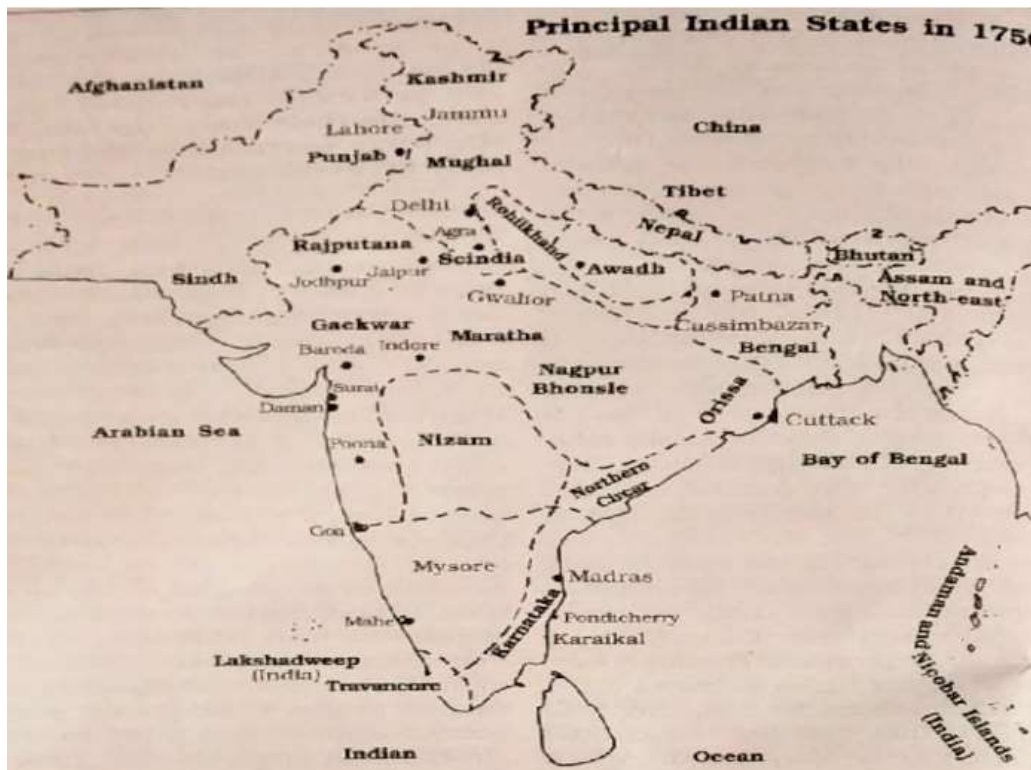 Principal Indian States in 175
Afghanistan
Kashmir
Jammu
Lahore
Punjab
China
Mughal
Tibet
Delhi
Rohilkhand
Nepal
Agra
Rajputana
Scindia
Awadh
Bhutan
Sindh
Jodhpur
Jaipur
Assam and
North-east
Gwalior
Patna
Gaekwar
Maratha
Cussimbazar
Baroda
Indore
Bengal
Nagpur
Bhonsle
Surat
Daman
Orissa
Cuttack
Arabian Sea
Nizam
Poona
Bay of Bengal
Northern
Circar
Goa
Mysore
Madras
Andaman and
Nicobar Islands
(India)
Mahe
Karnataka
Pondicherry
Karaikal
Lakshadweep
(India)
Travancore
Indian
Ocean